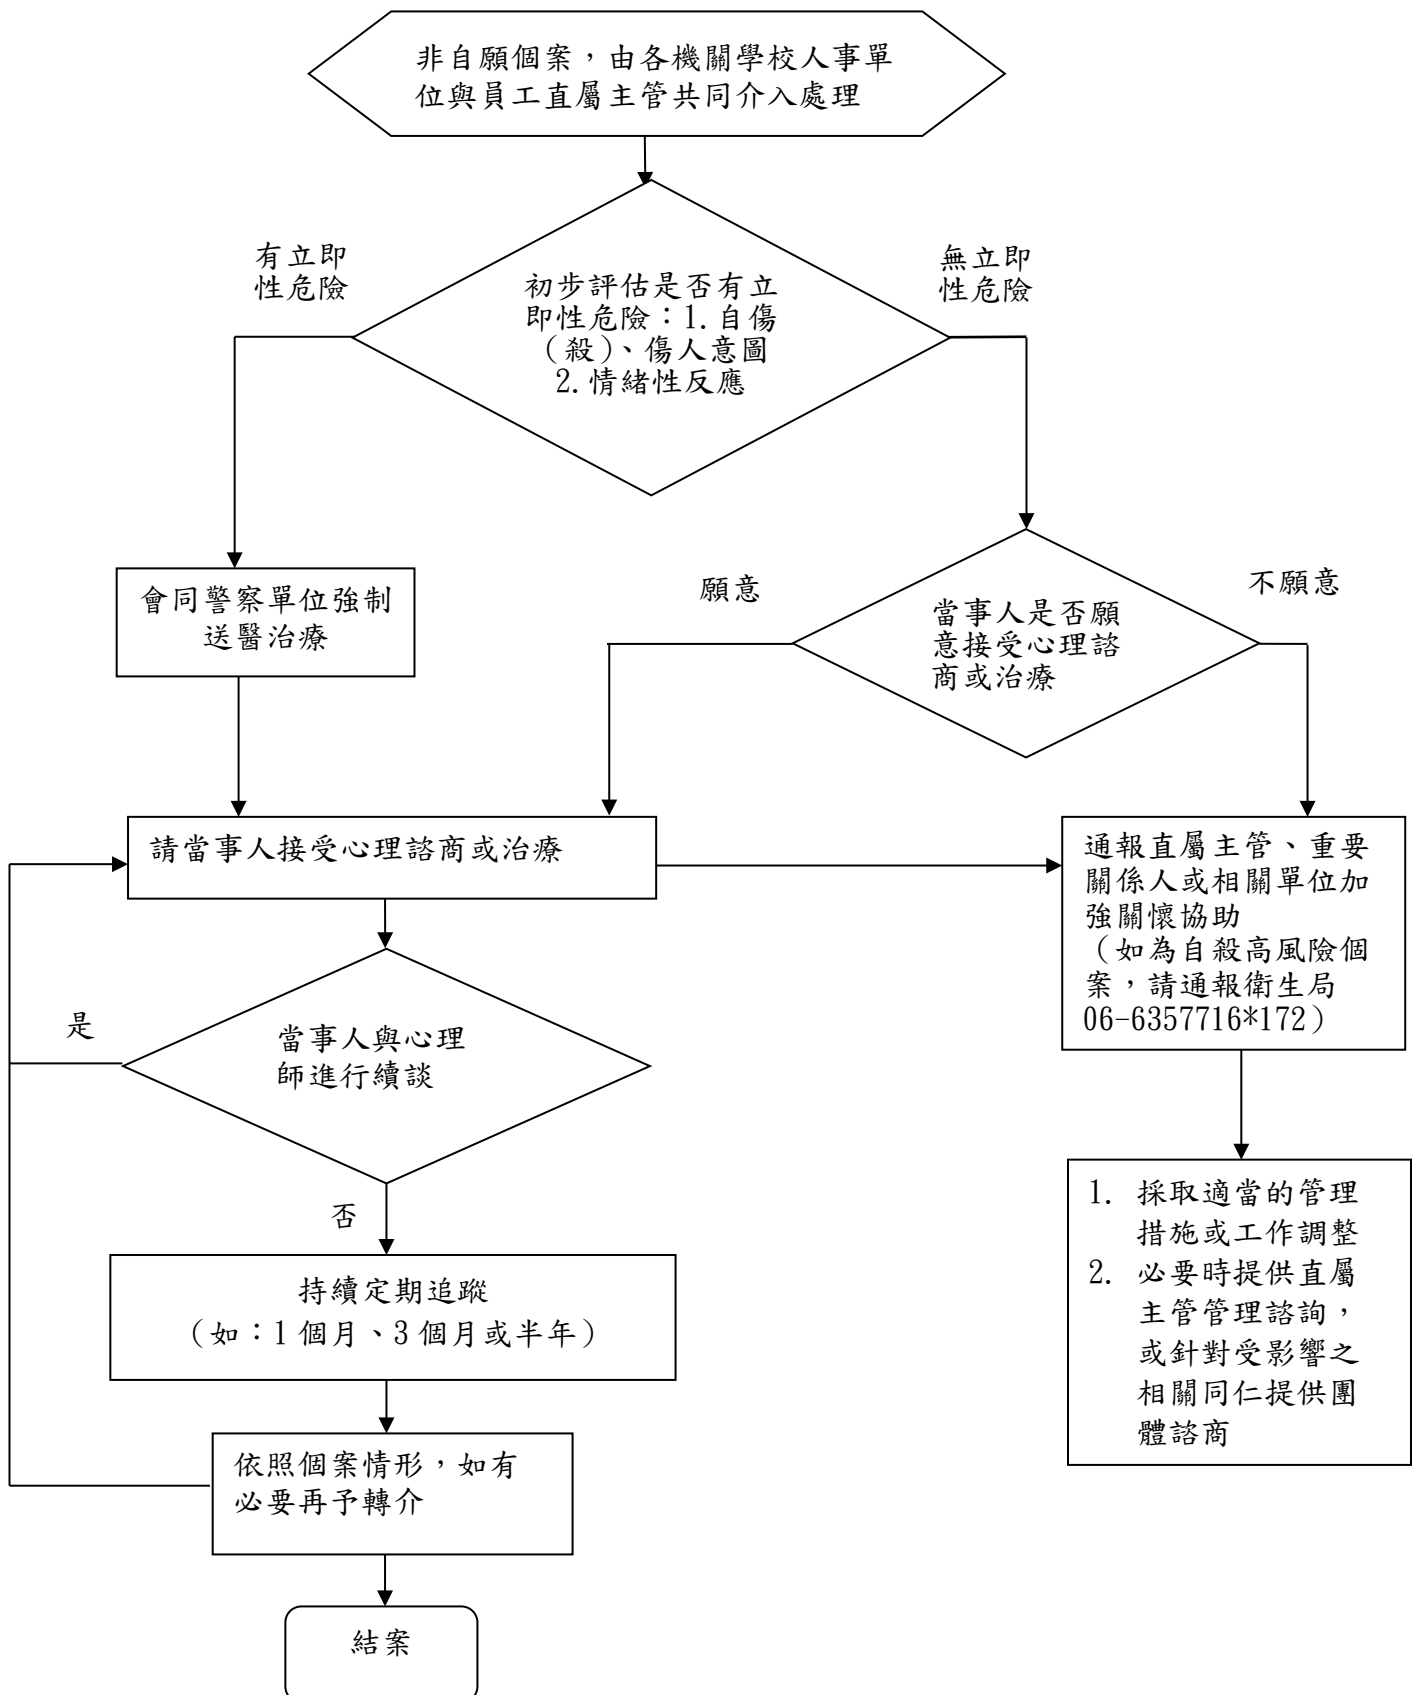 非自願個案，由各機關學校人事單
位與員工直屬主管共同介入處理
有立即
性危險
無立即
性危險
初步評估是否有立
即性危險：1.自傷
（殺）、傷人意圖
2.情緒性反應
會同警察單位強制
送醫治療
願意
不願意
當事人是否願
意接受心理諮
商或治療
請當事人接受心理諮商或治療
通報直屬主管、重要
關係人或相關單位加
強關懷協助
（如為自殺高風險個
案，請通報衛生局
06-6357716*172）
是
當事人與心理
師進行續談
否
持續定期追蹤
（如：1個月、3個月或半年）
1. 採取適當的管理
措施或工作調整
2. 必要時提供直屬
主管管理諮詢，
或針對受影響之
相關同仁提供團
體諮商
依照個案情形，如有
必要再予轉介
結案